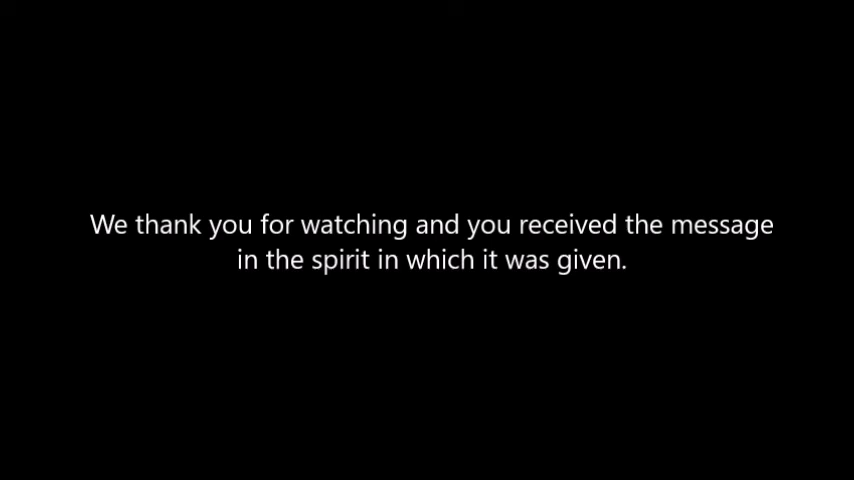 We thank you for watching and you received the message
in the spirit in which it was given.